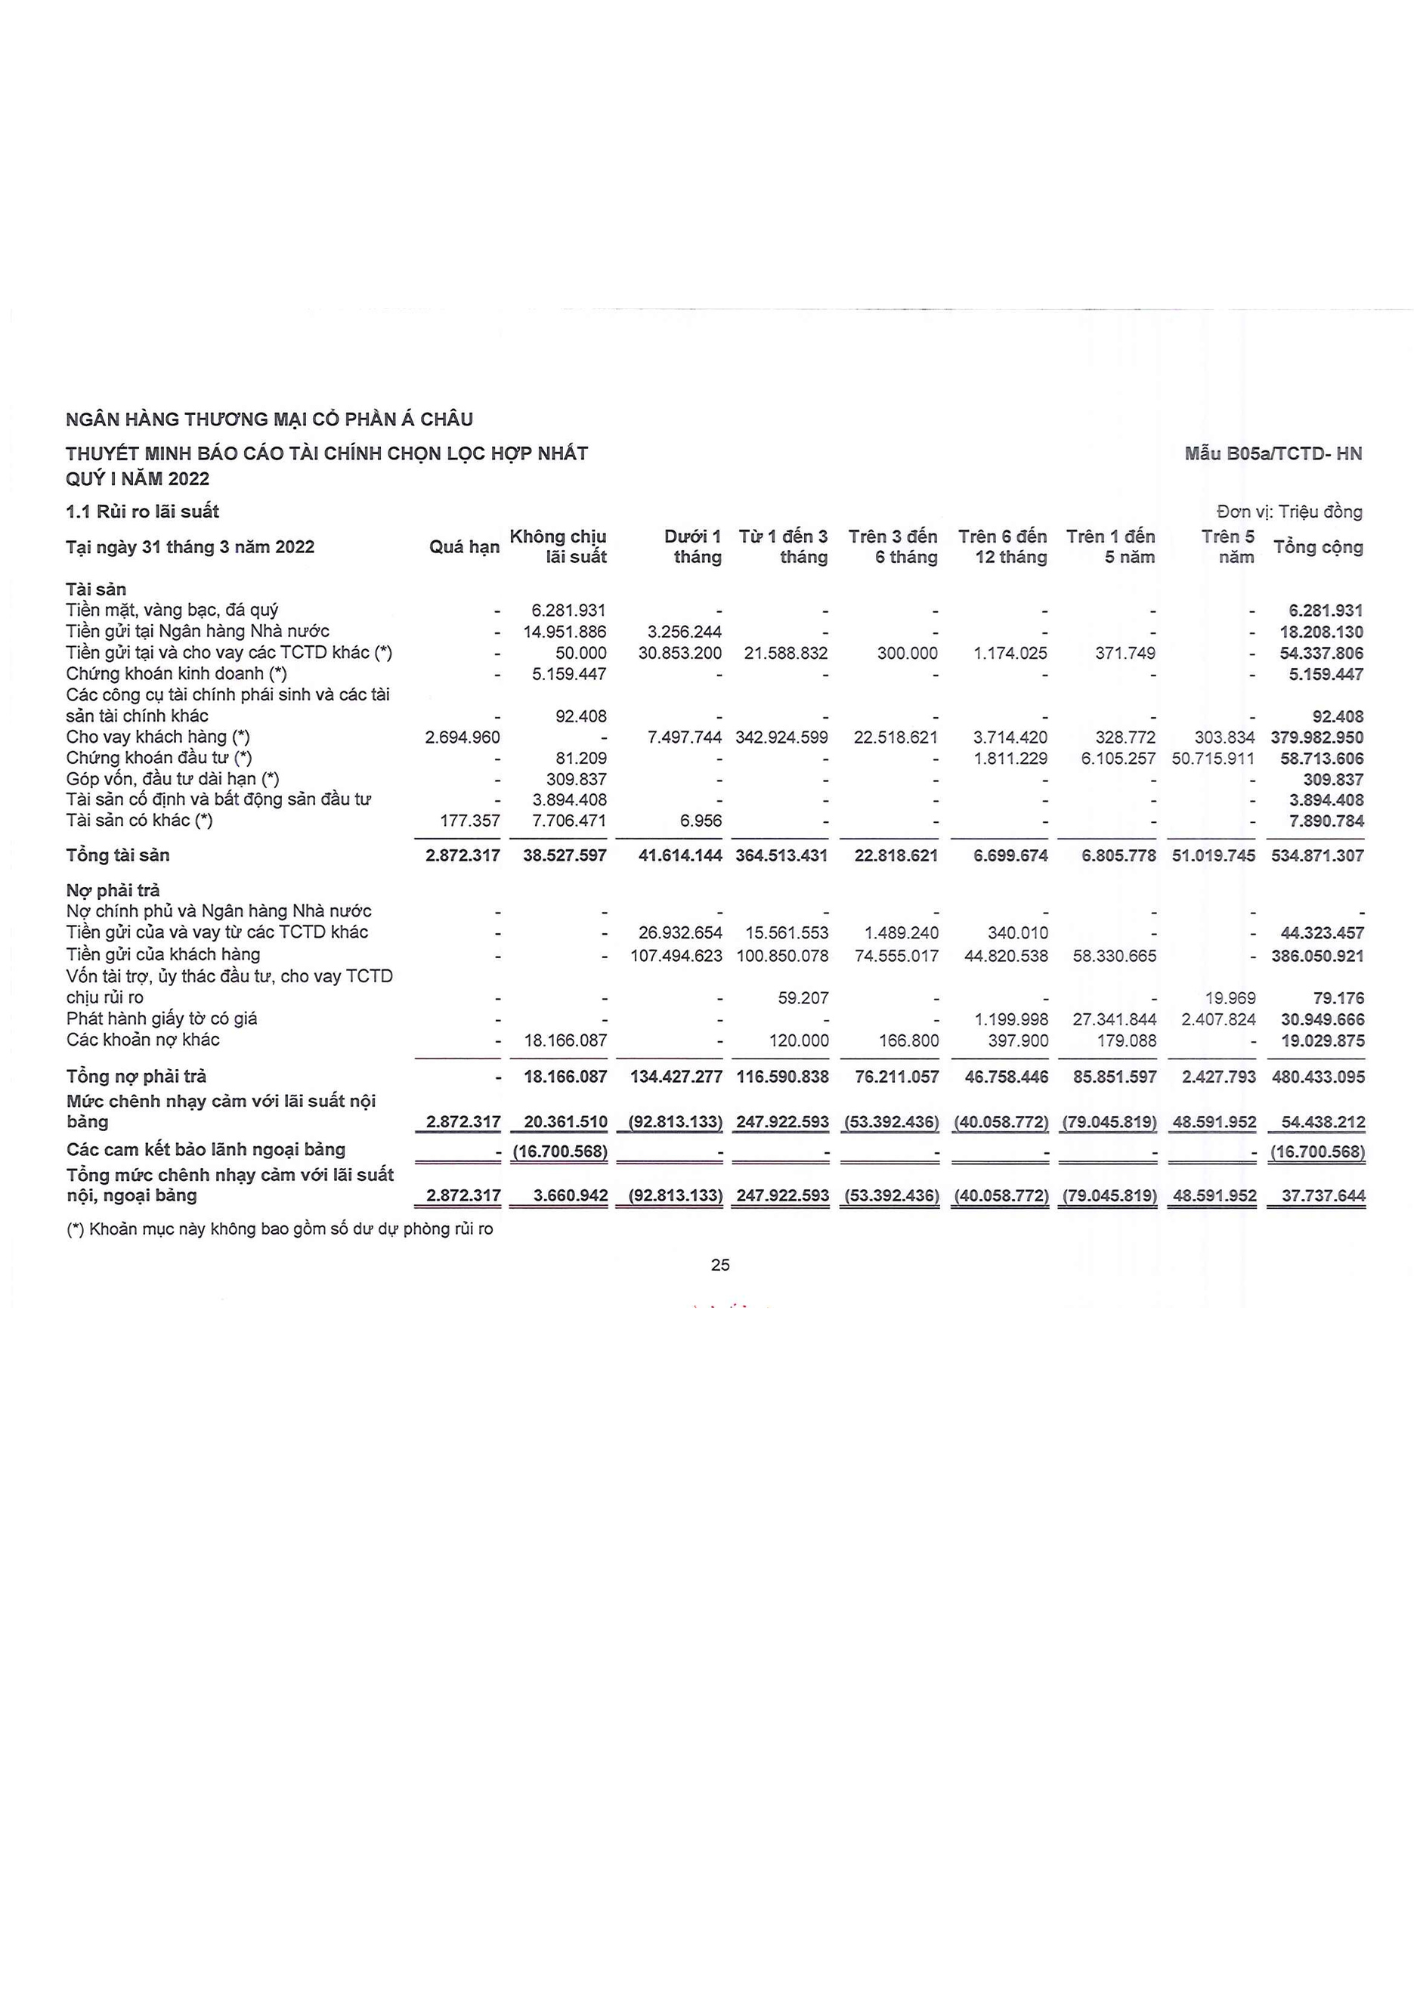 NGÂN HÀNG THƯƠNG MẠI CỔ PHẦN Á CHÂU
THUYẾT MINH BÁO CÁO TÀI CHÍNH CHỌN LỌC HỢP NHẤT Mẫu B05a/TCTD- HN
QUÝ I NĂM 2022
1.1 Rủi ro lãi suất Đơn vị: Triệu đồng
Tại ngày 31 tháng 3 năm 2022 Quá hạn Không chịu lãi suất Dưới 1 tháng Từ 1 đến 3 tháng Trên 3 đến 6 tháng Trên 6 đến 12 tháng Trên 1 đến 5 năm Trên 5 năm Tổng cộng
Tài sản
Tiền mặt, vàng bạc, đá quý - 6.281.931 - - - - - - 6.281.931
Tiền gửi tại Ngân hàng Nhà nước - 14.951.886 3.256.244 - - - - - 18.208.130
Tiền gửi tại và cho vay các TCTD khác (*) - 50.000 30.853.200 21.588.832 300.000 1.174.025 371.749 - 54.337.806
Chứng khoán kinh doanh (*) - 5.159.447 - - - - - - 5.159.447
Các công cụ tài chính phái sinh và các tài
sản tài chính khác - 92.408 - - - - - - 92.408
Cho vay khách hàng (*) 2.694.960 - 7.497.744 342.924.599 22.518.621 3.714.420 328.772 303.834 379.982.950
Chứng khoán đầu tư (*) - 81.209 - - - 1.811.229 6.105.257 50.715.911 58.713.606
Góp vốn, đầu tư dài hạn (*) - 309.837 - - - - - - 309.837
Tài sản cố định và bất động sản đầu tư - 3.894.408 - - - - - - 3.894.408
Tài sản có khác (*) 177.357 7.706.471 6.956 - - - - - 7.890.784
Tổng tài sản 2.872.317 38.527.597 41.614.144 364.513.431 22.818.621 6.699.674 6.805.778 51.019.745 534.871.307
Nợ phải trả
Nợ chính phủ và Ngân hàng Nhà nước - - - - - - - - -
Tiền gửi của và vay từ các TCTD khác - - 26.932.654 15.561.553 1.489.240 340.010 - - 44.323.457
Tiền gửi của khách hàng - - 107.494.623 100.850.078 74.555.017 44.820.538 58.330.665 - 386.050.921
Vốn tài trợ, ủy thác đầu tư, cho vay TCTD
chịu rủi ro - - - 59.207 - - - 19.969 79.176
Phát hành giấy tờ có giá - - - - - 1.199.998 27.341.844 2.407.824 30.949.666
Các khoản nợ khác - 18.166.087 - 120.000 166.800 397.900 179.088 - 19.029.875
Tổng nợ phải trả - 18.166.087 134.427.277 116.590.838 76.211.057 46.758.446 85.851.597 2.427.793 480.433.095
Mức chênh nhạy cảm với lãi suất nội
bảng 2.872.317 20.361.510 (92.813.133) 247.922.593 (53.392.436) (40.058.772) (79.045.819) 48.591.952 54.438.212
Các cam kết bảo lãnh ngoại bảng - (16.700.568) - - - - - - (16.700.568)
Tổng mức chênh nhạy cảm với lãi suất
nội, ngoại bảng 2.872.317 3.660.942 (92.813.133) 247.922.593 (53.392.436) (40.058.772) (79.045.819) 48.591.952 37.737.644
(*) Khoản mục này không bao gồm số dư dự phòng rủi ro
25